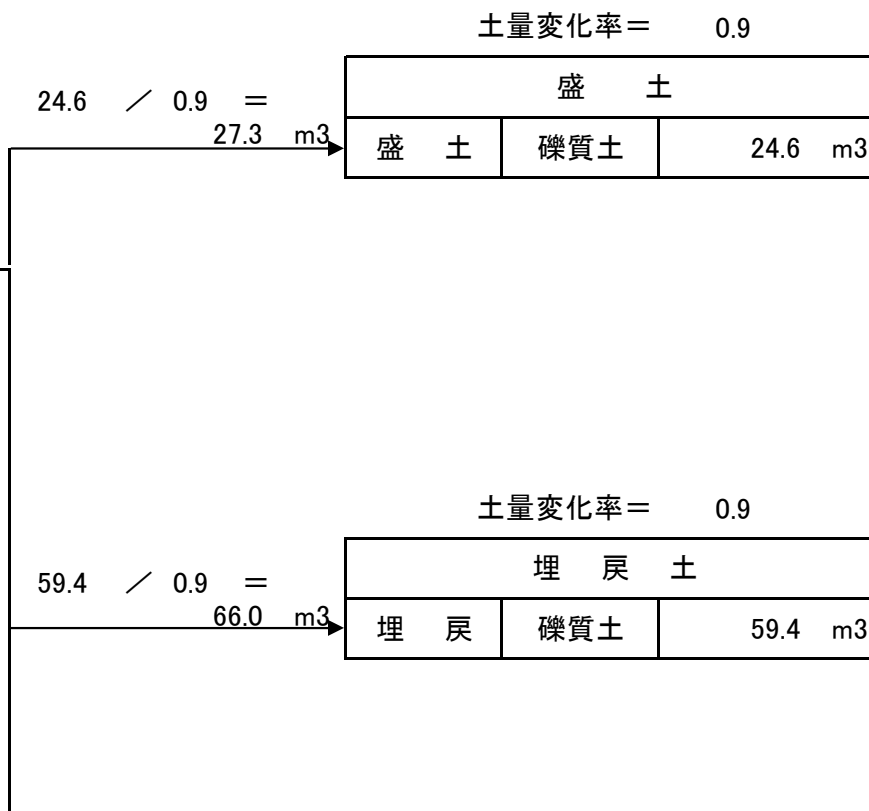 土量変化率＝ 0.9
盛 土
24.6 ／ 0.9 ＝
27.3 m3
盛 土 礫質土 24.6 m3
土量変化率＝ 0.9
埋 戻 土
59.4 ／ 0.9 ＝
66.0 m3
埋 戻 礫質土 59.4 m3